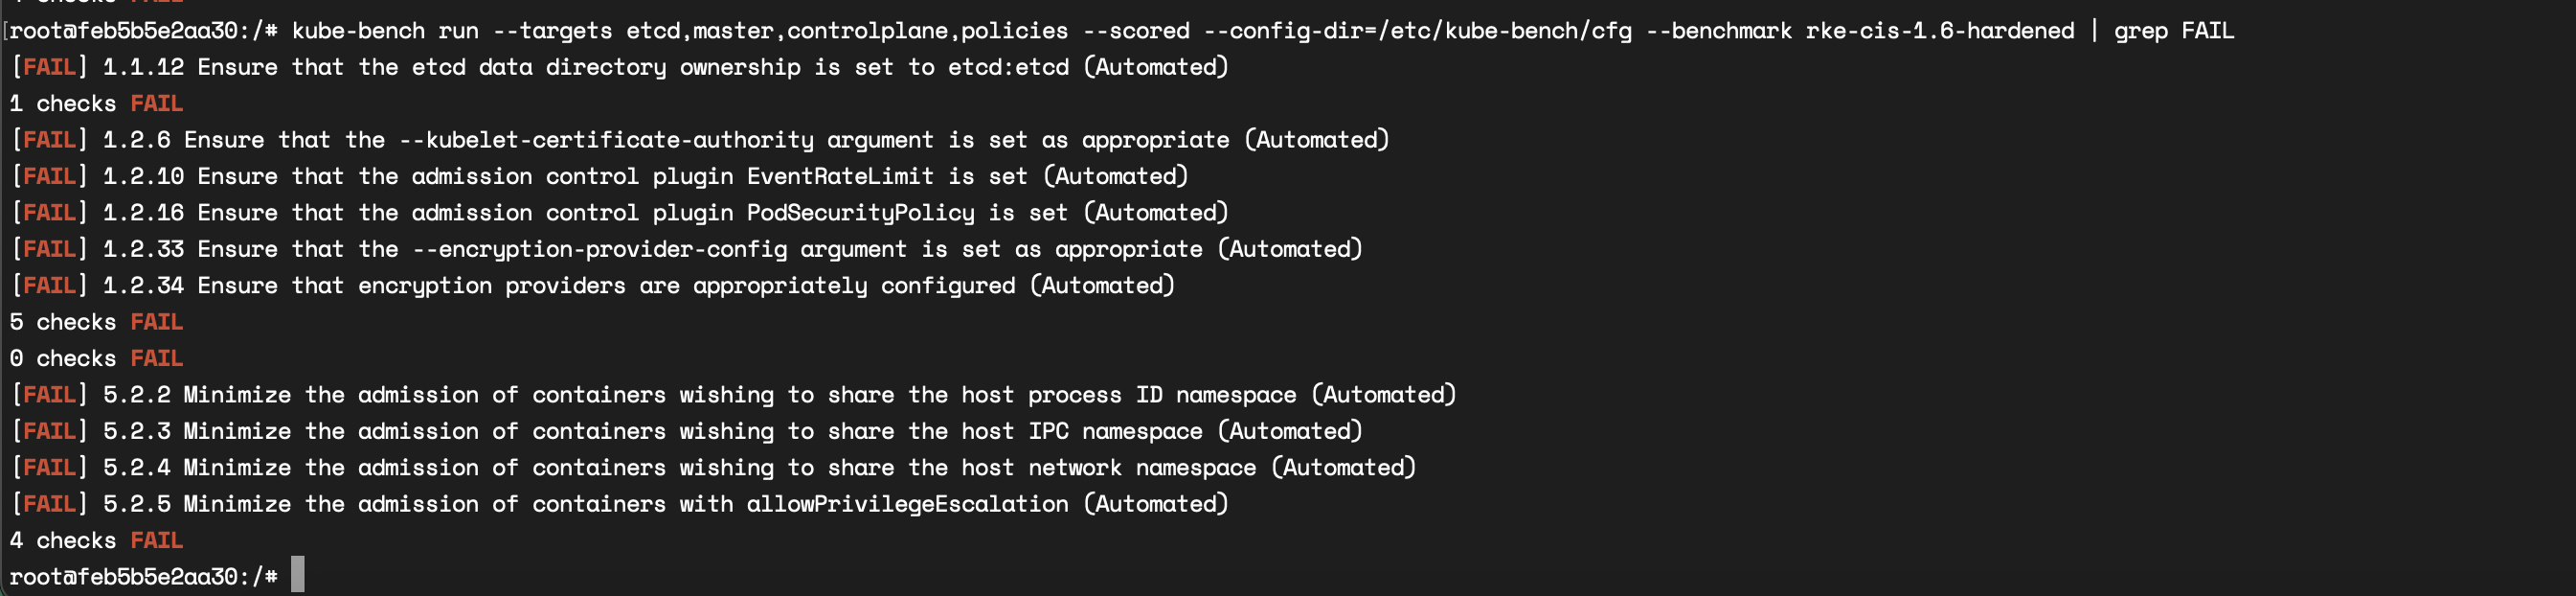 [root@feb5b5e2aa30:/# kube-bench run --targets etcd,master,controlplane,policies --scored --config-dir=/etc/kube-bench/cfg --benchmark rke-cis-1.6-hardened | grep FAIL
[FAIL] 1.1.12 Ensure that the etcd data directory ownership is set to etcd:etcd (Automated)
1 checks FAIL
[FAIL] 1.2.6 Ensure that the --kubelet-certificate-authority argument is set as appropriate (Automated)
[FAIL] 1.2.10 Ensure that the admission control plugin EventRateLimit is set (Automated)
[FAIL] 1.2.16 Ensure that the admission control plugin PodSecurityPolicy is set (Automated)
[FAIL] 1.2.33 Ensure that the --encryption-provider-config argument is set as appropriate (Automated)
[FAIL] 1.2.34 Ensure that encryption providers are appropriately configured (Automated)
5 checks FAIL
0 checks FAIL
[FAIL] 5.2.2 Minimize the admission of containers wishing to share the host process ID namespace (Automated)
[FAIL] 5.2.3 Minimize the admission of containers wishing to share the host IPC namespace (Automated)
[FAIL] 5.2.4 Minimize the admission of containers wishing to share the host network namespace (Automated)
[FAIL] 5.2.5 Minimize the admission of containers with allowPrivilegeEscalation (Automated)
4 checks FAIL
root@feb5b5e2aa30:/#